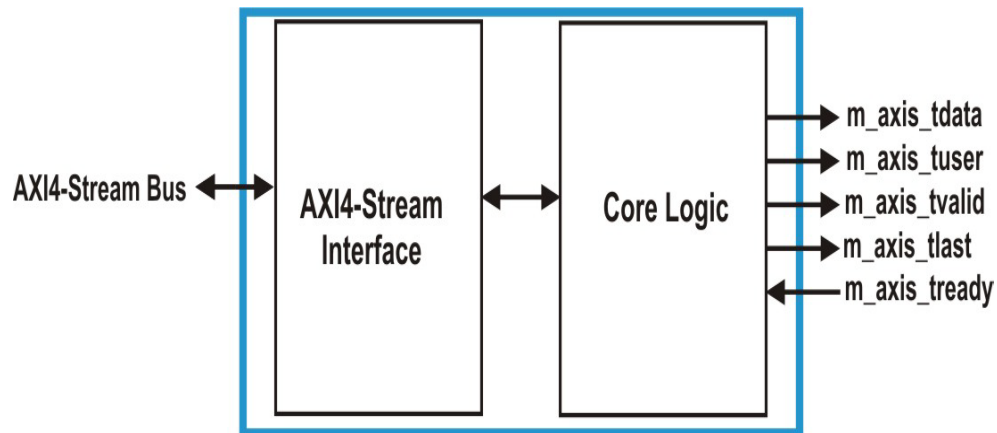 AXI4-Stream Bus
AXI4-Stream
Interface
Core Logic
m_axis_tdata
m_axis_tuser
m_axis_tvalid
m_axis_tlast
m_axis_tready